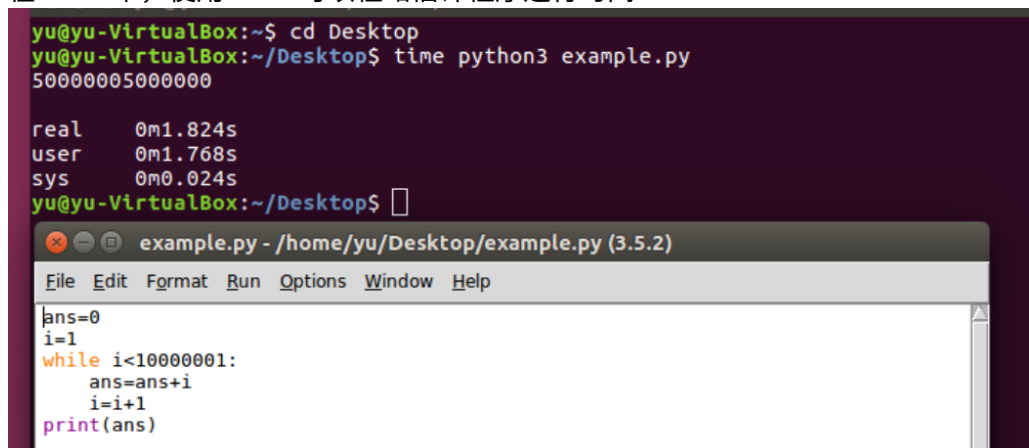 yu@yu-VirtualBox:~$ cd Desktop
yu@yu-VirtualBox:~/Desktop$ time python3 example.py
50000005000000
real 0m1.824s
user 0m1.768s
sys 0m0.024s
yu@yu-VirtualBox:~/Desktop$
example.py - /home/yu/Desktop/example.py (3.5.2)
File Edit Format Run Options Window Help
ans=0
i=1
while i<10000001:
    ans=ans+i
    i=i+1
print(ans)